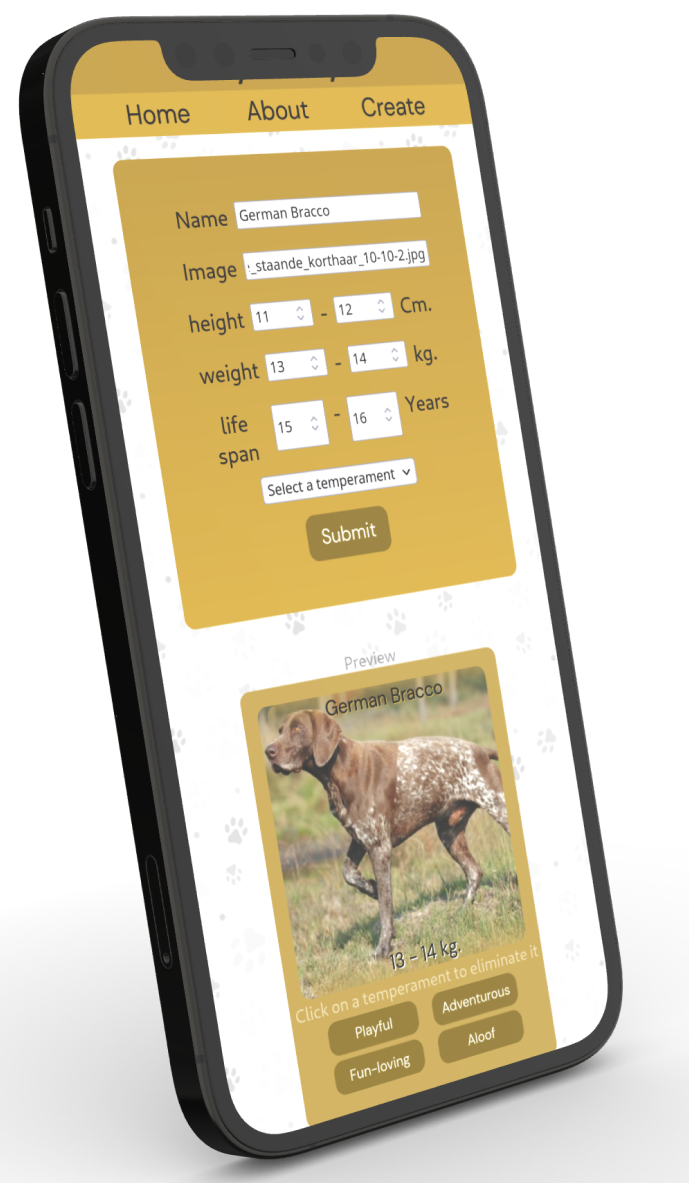 Home About Create
Name German Bracco
Image :_staande_korthaar_10-10-2.jpg
height 11 - 12 Cm.
weight 13 - 14 kg.
life span 15 - 16 Years
Select a temperament
Submit
Preview
German Bracco
13 - 14 kg.
Click on a temperament to eliminate it
Playful Adventurous
Fun-loving Aloof